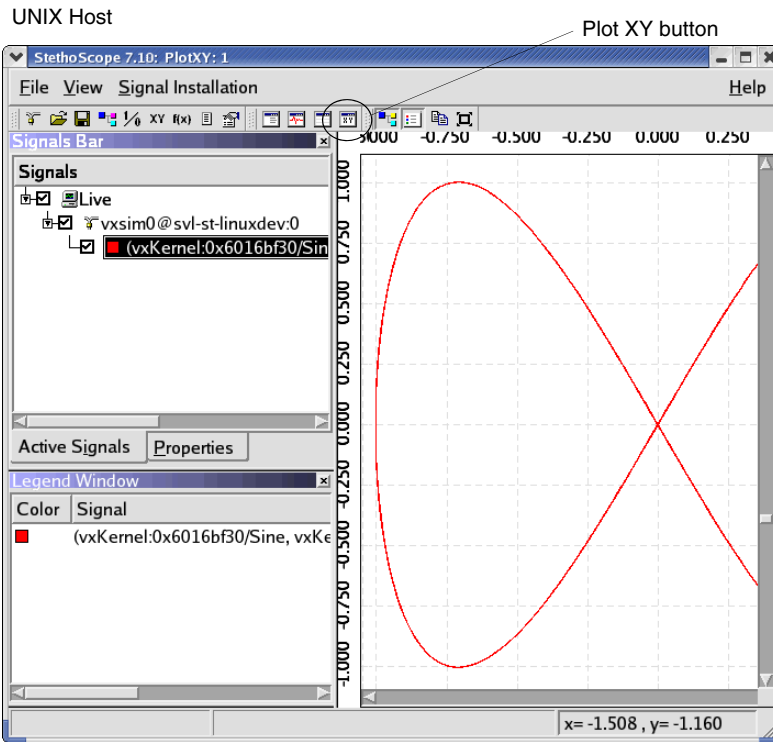 UNIX Host
Plot XY button
StethoScope 7.10: PlotXY: 1
File View Signal Installation Help
XY f(x) XY
Signals Bar
-0.750 -0.500 -0.250 0.000 0.250
Signals
Live
vxsim0@svl-st-linuxdev:0
(vxKernel:0x6016bf30/Sin
1.000
0.750
0.500
0.250
0.000
-0.250
-0.500
-0.750
-1.000
Active Signals Properties
Legend Window
Color Signal
(vxKernel:0x6016bf30/Sine, vxKe
x= -1.508 , y= -1.160